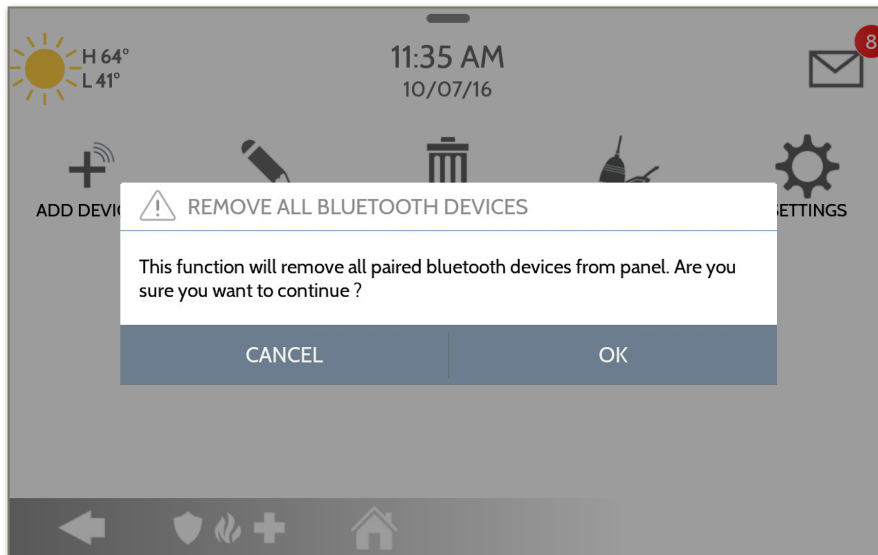 H 64°
L 41°
11:35 AM
10/07/16
8
ADD DEVI
SETTINGS
REMOVE ALL BLUETOOTH DEVICES
This function will remove all paired bluetooth devices from panel. Are you
sure you want to continue ?
CANCEL
OK